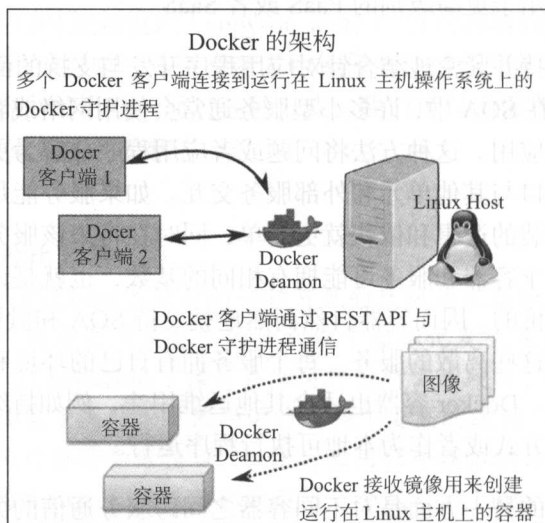 Docker 的架构
多个 Docker 客户端连接到运行在 Linux 主机操作系统上的
Docker 守护进程
Docer
客户端 1
Docer
客户端 2
Docker
Deamon
Linux Host
Docker 客户端通过 REST API 与
Docker 守护进程通信
图像
容器
Docker
Deamon
容器
Docker 接收镜像用来创建
运行在 Linux 主机上的容器